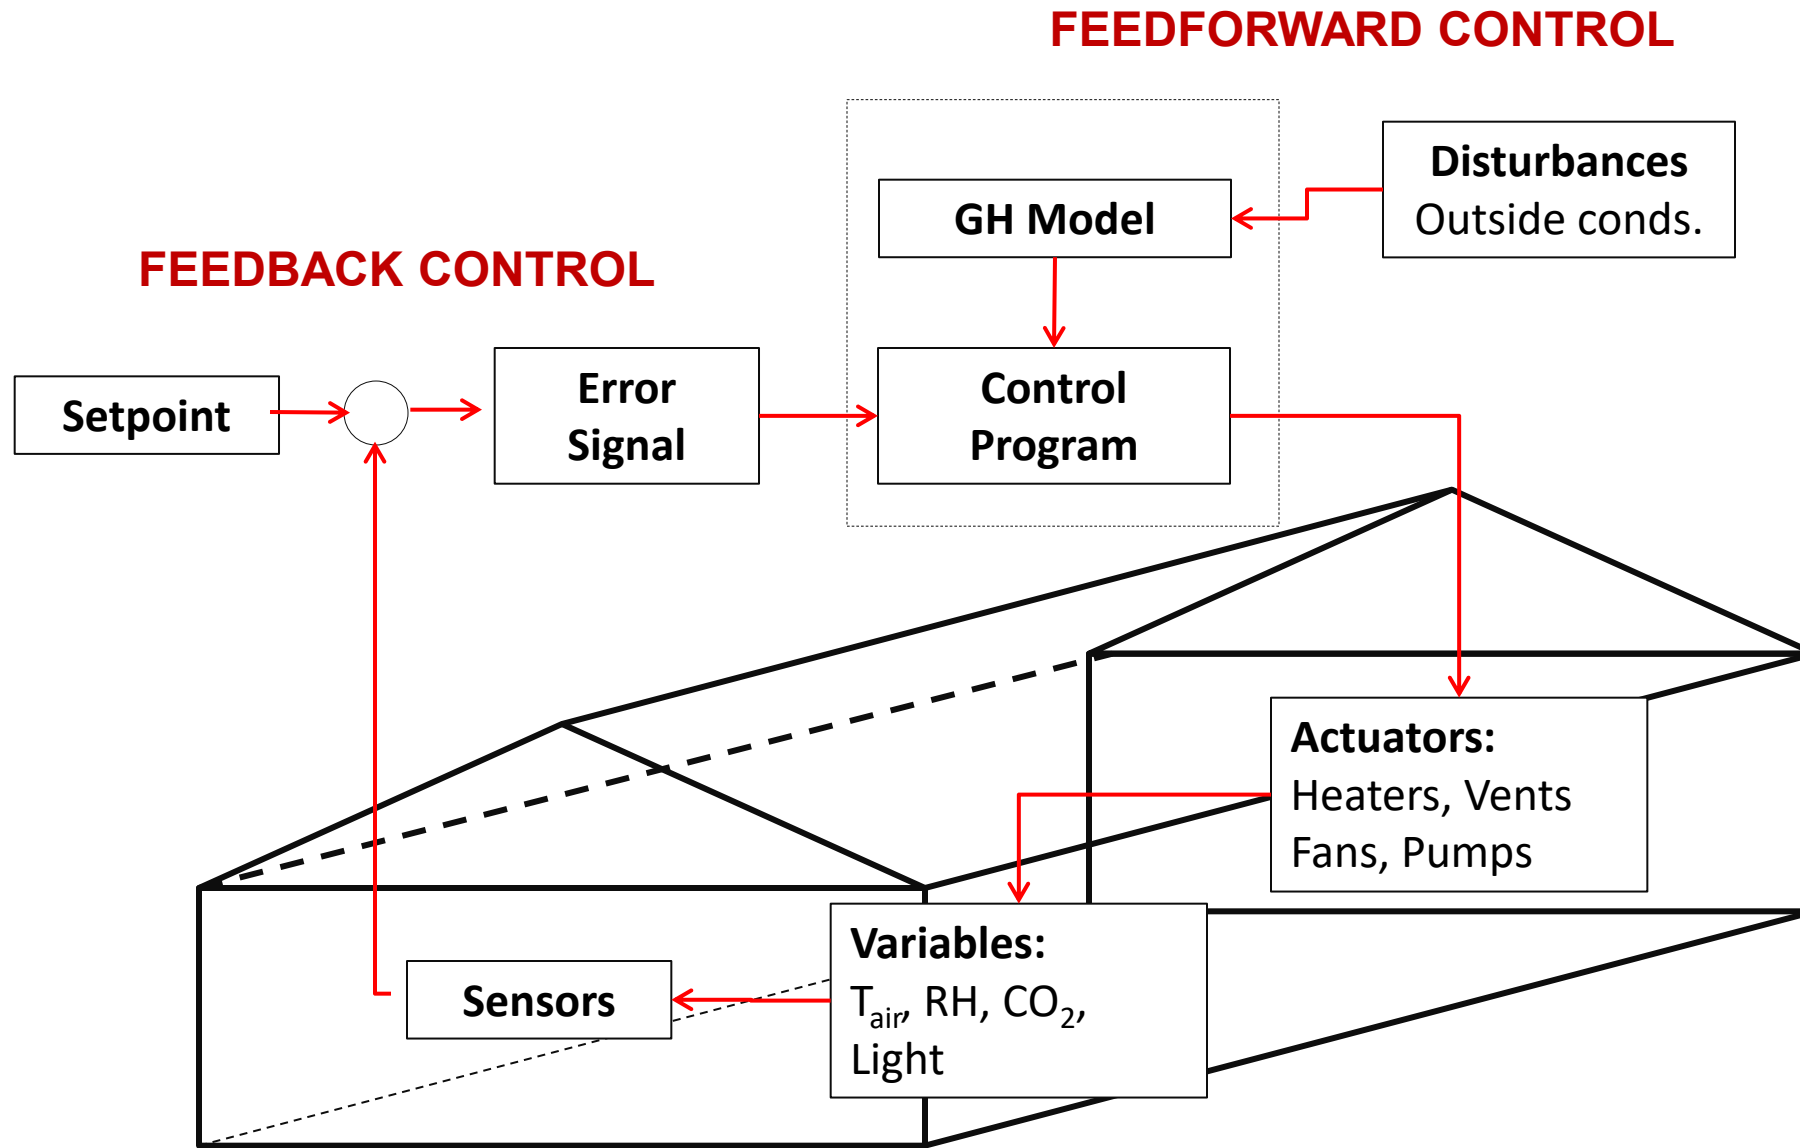 FEEDFORWARD CONTROL
Disturbances
Outside conds.
GH Model
FEEDBACK CONTROL
Setpoint
Error
Signal
Control
Program
Actuators:
Heaters, Vents
Fans, Pumps
Variables:
Tair, RH, CO2,
Light
Sensors